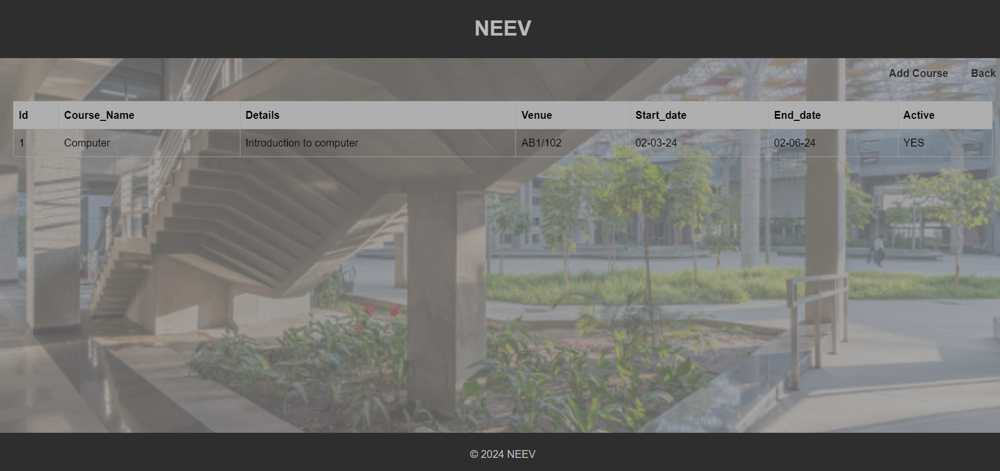 NEEV
Add Course Back
Id Course_Name Details Venue Start_date End_date Active
1 Computer Introduction to computer AB1/102 02-03-24 02-06-24 YES
© 2024 NEEV